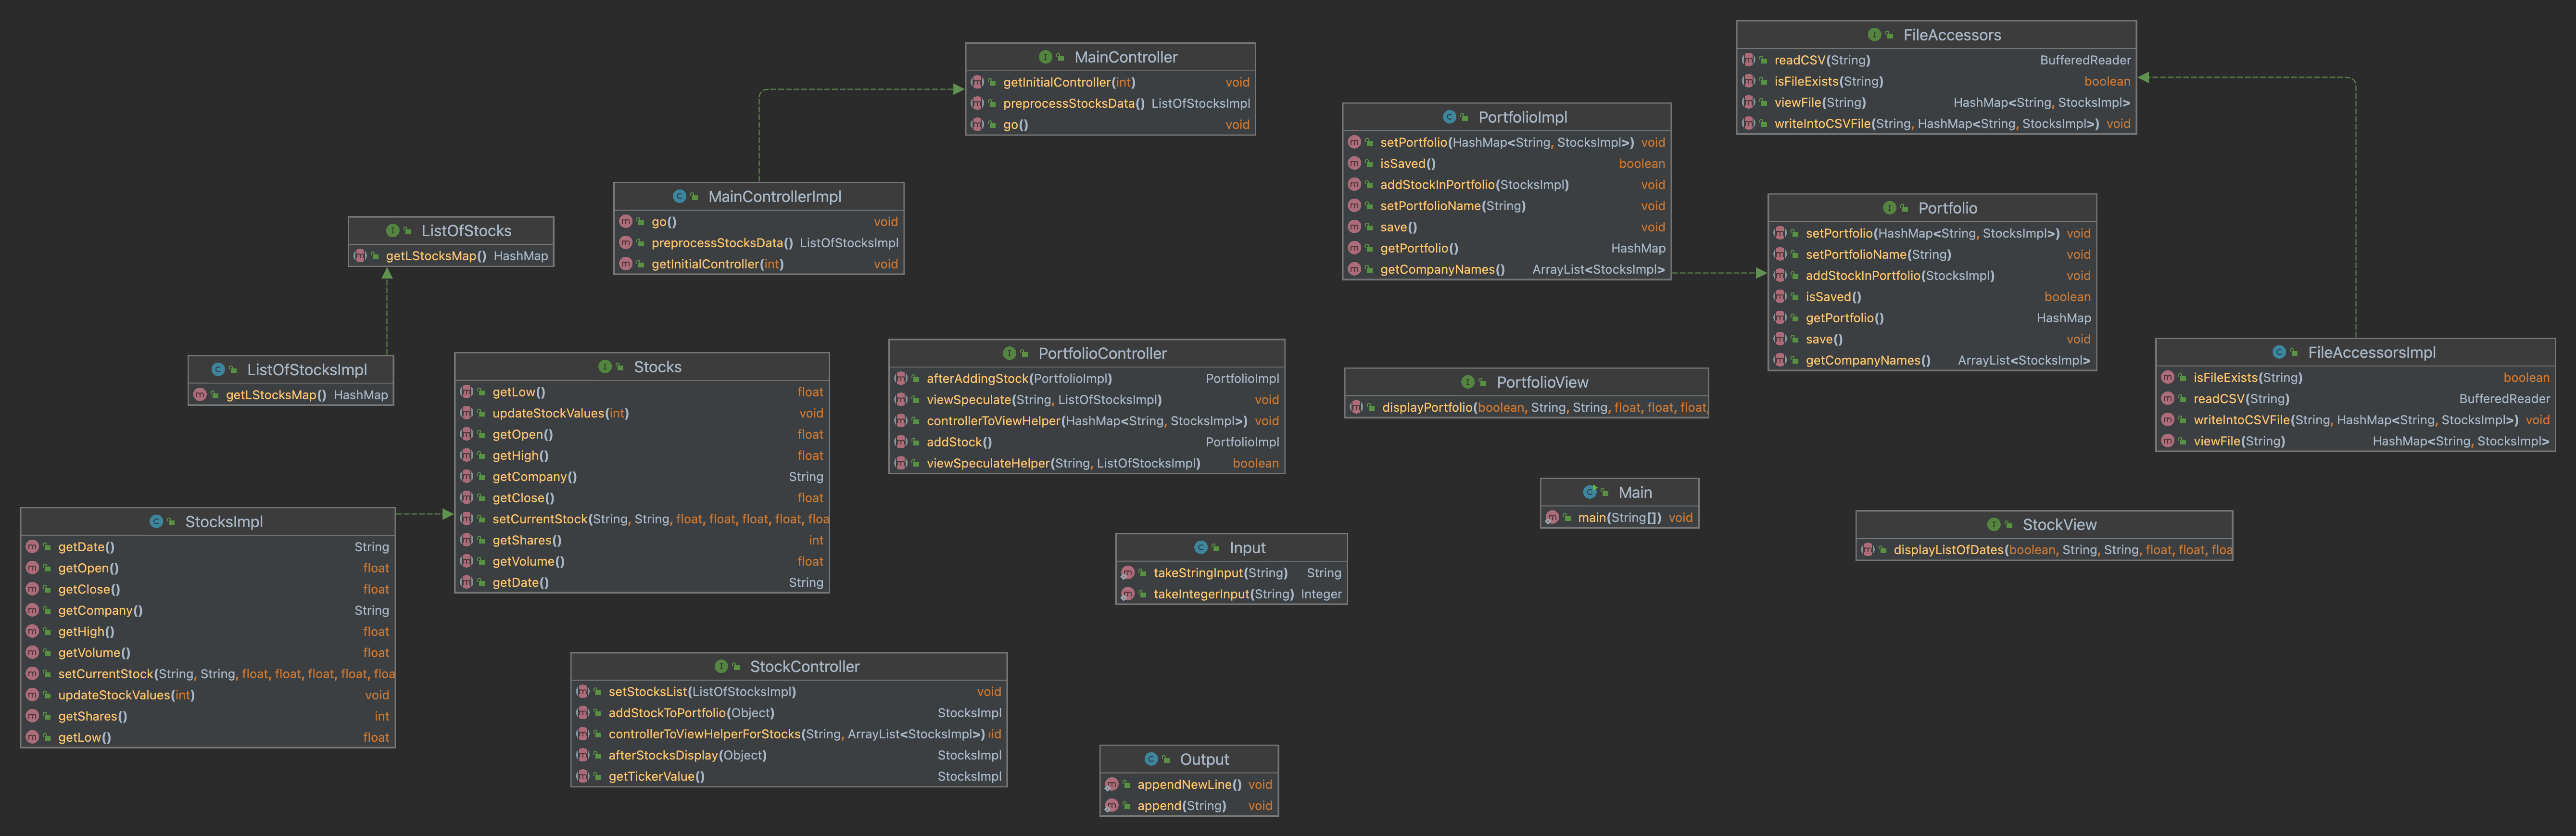 MainController
getInitialController(int) void
preprocessStocksData() ListOfStocksImpl
go() void
FileAccessors
readCSV(String) BufferedReader
isFileExists(String) boolean
viewFile(String) HashMap<String, StocksImpl>
writeIntoCSVFile(String, HashMap<String, StocksImpl>) void
PortfolioImpl
setPortfolio(HashMap<String, StocksImpl>) void
isSaved() boolean
addStockInPortfolio(StocksImpl) void
setPortfolioName(String) void
save() void
getPortfolio() HashMap
getCompanyNames() ArrayList<StocksImpl>
MainControllerImpl
go() void
preprocessStocksData() ListOfStocksImpl
getInitialController(int) void
Portfolio
setPortfolio(HashMap<String, StocksImpl>) void
setPortfolioName(String) void
addStockInPortfolio(StocksImpl) void
isSaved() boolean
getPortfolio() HashMap
save() void
getCompanyNames() ArrayList<StocksImpl>
ListOfStocks
getLStocksMap() HashMap
ListOfStocksImpl
getLStocksMap() HashMap
Stocks
getLow() float
updateStockValues(int) void
getOpen() float
getHigh() float
getCompany() String
getClose() float
setCurrentStock(String, String, float, float, float, float, floa
getShares() int
getVolume() float
getDate() String
PortfolioController
afterAddingStock(PortfolioImpl) PortfolioImpl
viewSpeculate(String, ListOfStocksImpl) void
controllerToViewHelper(HashMap<String, StocksImpl>) void
addStock() PortfolioImpl
viewSpeculateHelper(String, ListOfStocksImpl) boolean
PortfolioView
displayPortfolio(boolean, String, String, float, float, float,
FileAccessorsImpl
isFileExists(String) boolean
readCSV(String) BufferedReader
writeIntoCSVFile(String, HashMap<String, StocksImpl>) void
viewFile(String) HashMap<String, StocksImpl>
Main
main(String[]) void
StocksImpl
getDate() String
getOpen() float
getClose() float
getCompany() String
getHigh() float
getVolume() float
setCurrentStock(String, String, float, float, float, float, floa
updateStockValues(int) void
getShares() int
getLow() float
Input
takeStringInput(String) String
takeIntegerInput(String) Integer
StockView
displayListOfDates(boolean, String, String, float, float, floa
StockController
setStocksList(ListOfStocksImpl) void
addStockToPortfolio(Object) StocksImpl
controllerToViewHelperForStocks(String, ArrayList<StocksImpl>) id
afterStocksDisplay(Object) StocksImpl
getTickerValue() StocksImpl
Output
appendNewLine() void
append(String) void